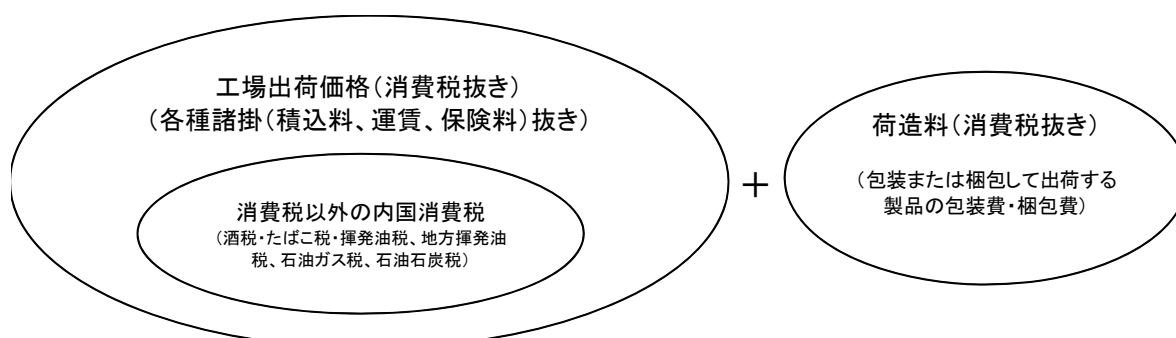 工場出荷価格（消費税抜き）
（各種諸掛（積込料、運賃、保険料）抜き）
消費税以外の内国消費税
（酒税・たばこ税・揮発油税、地方揮発油
税、石油ガス税、石油石炭税）
＋
荷造料（消費税抜き）
（包装または梱包して出荷する
製品の包装費・梱包費）